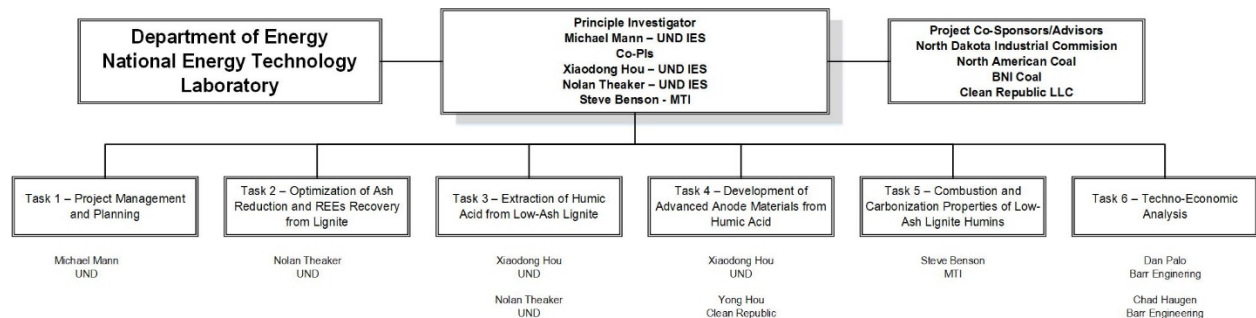 Department of Energy
National Energy Technology
Laboratory
Principle Investigator
Michael Mann – UND IES
Co-PIs
Xiaodong Hou – UND IES
Nolan Theaker – UND IES
Steve Benson - MTI
Project Co-Sponsors/Advisors
North Dakota Industrial Commision
North American Coal
BNI Coal
Clean Republic LLC
Task 1 – Project Management
and Planning
Michael Mann
UND
Task 2 – Optimization of Ash
Reduction and REEs Recovery
from Lignite
Nolan Theaker
UND
Task 3 – Extraction of Humic
Acid from Low-Ash Lignite
Xiaodong Hou
UND
Nolan Theaker
UND
Task 4 – Development of
Advanced Anode Materials from
Humic Acid
Xiaodong Hou
UND
Yong Hou
Clean Republic
Task 5 – Combustion and
Carbonization Properties of Low-
Ash Lignite Humins
Steve Benson
MTI
Task 6 – Techno-Economic
Analysis
Dan Palo
Barr Enginering
Chad Haugen
Barr Engineering